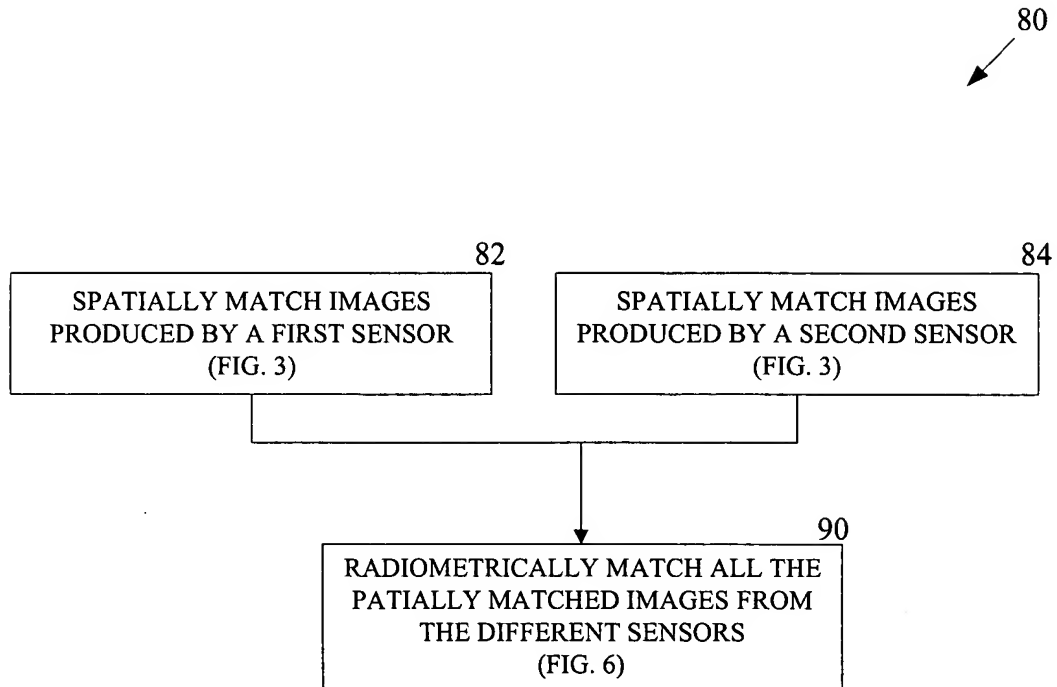 80
82
SPATIALLY MATCH IMAGES
PRODUCED BY A FIRST SENSOR
(FIG. 3)
84
SPATIALLY MATCH IMAGES
PRODUCED BY A SECOND SENSOR
(FIG. 3)
90
RADIOMETRICALLY MATCH ALL THE
PATIALLY MATCHED IMAGES FROM
THE DIFFERENT SENSORS
(FIG. 6)